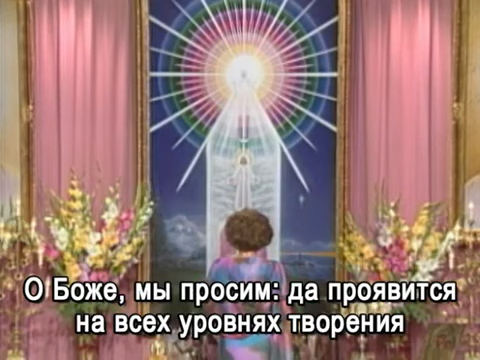 О Боже, мы просим: да проявится
на всех уровнях творения